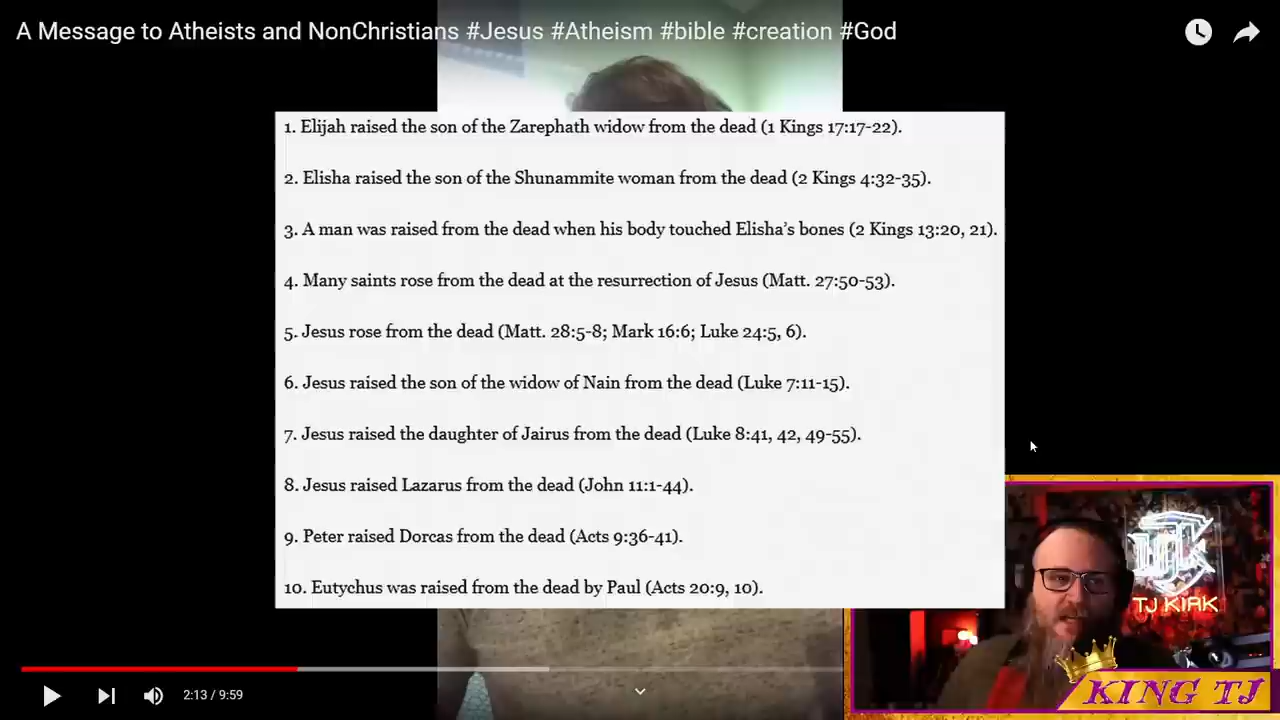 A Message to Atheists and NonChristians #Jesus #Atheism #bible #creation #God
1. Elijah raised the son of the Zarephath widow from the dead (1 Kings 17:17-22).
2. Elisha raised the son of the Shunammite woman from the dead (2 Kings 4:32-35).
3. A man was raised from the dead when his body touched Elisha’s bones (2 Kings 13:20, 21).
4. Many saints rose from the dead at the resurrection of Jesus (Matt. 27:50-53).
5. Jesus rose from the dead (Matt. 28:5-8; Mark 16:6; Luke 24:5, 6).
6. Jesus raised the son of the widow of Nain from the dead (Luke 7:11-15).
7. Jesus raised the daughter of Jairus from the dead (Luke 8:41, 42, 49-55).
8. Jesus raised Lazarus from the dead (John 11:1-44).
9. Peter raised Dorcas from the dead (Acts 9:36-41).
10. Eutychus was raised from the dead by Paul (Acts 20:9, 10).
TJ KIRK
KING TJ
2:13 / 9:59